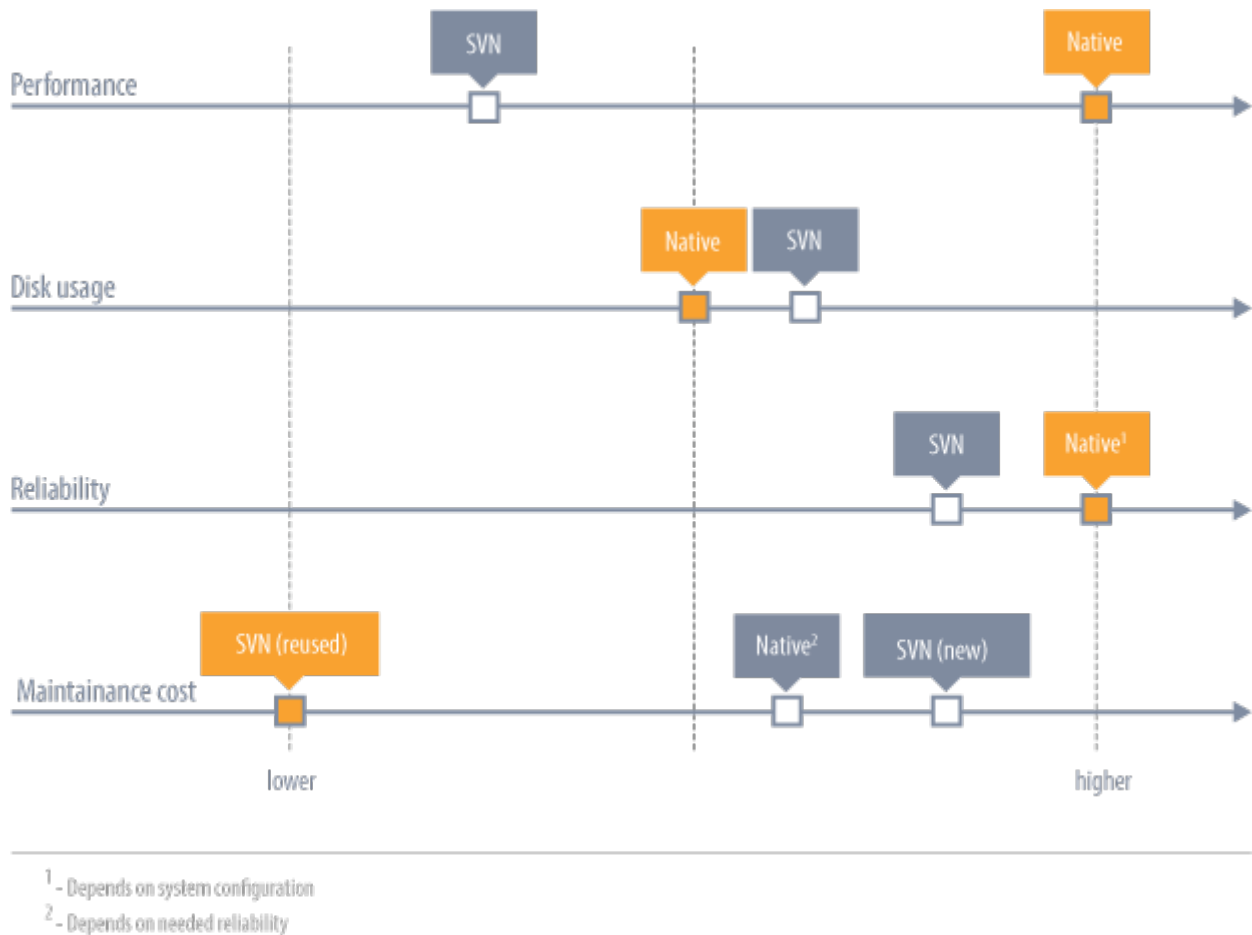 SVN
Native
Performance
Native
SVN
Disk usage
SVN
Native¹
Reliability
SVN (reused)
Native²
SVN (new)
Maintainance cost
lower
higher
¹ - Depends on system configuration
² - Depends on needed reliability